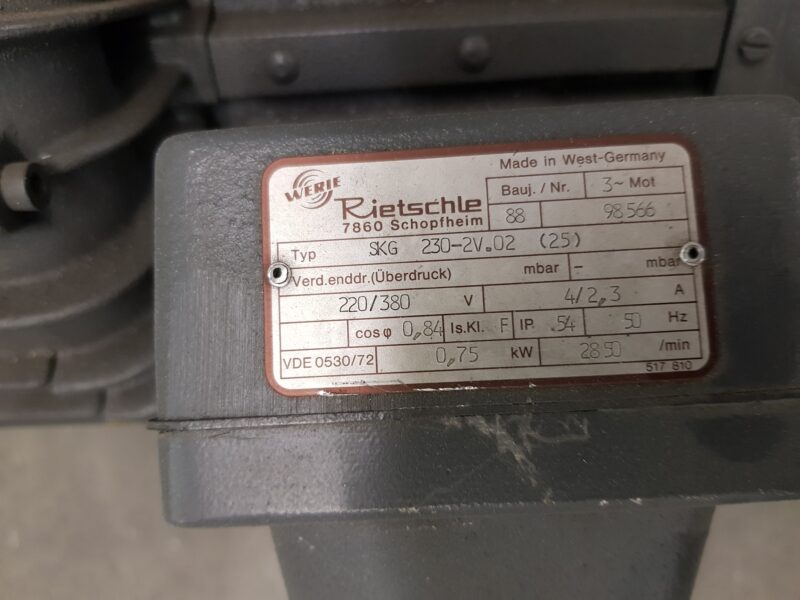 Made in West-Germany
WERIE
Rietschle
7860 Schopfheim
Bauj. / Nr. 3~ Mot
88 98 566
Typ SKG 230-2V.02 (25)
Verd.enddr.(Überdruck) mbar – mbar
220/380 V 4/2,3 A
cos φ 0,84 Is.Kl. F IP 54 50 Hz
VDE 0530/72 0,75 kW 2850 /min
517 810